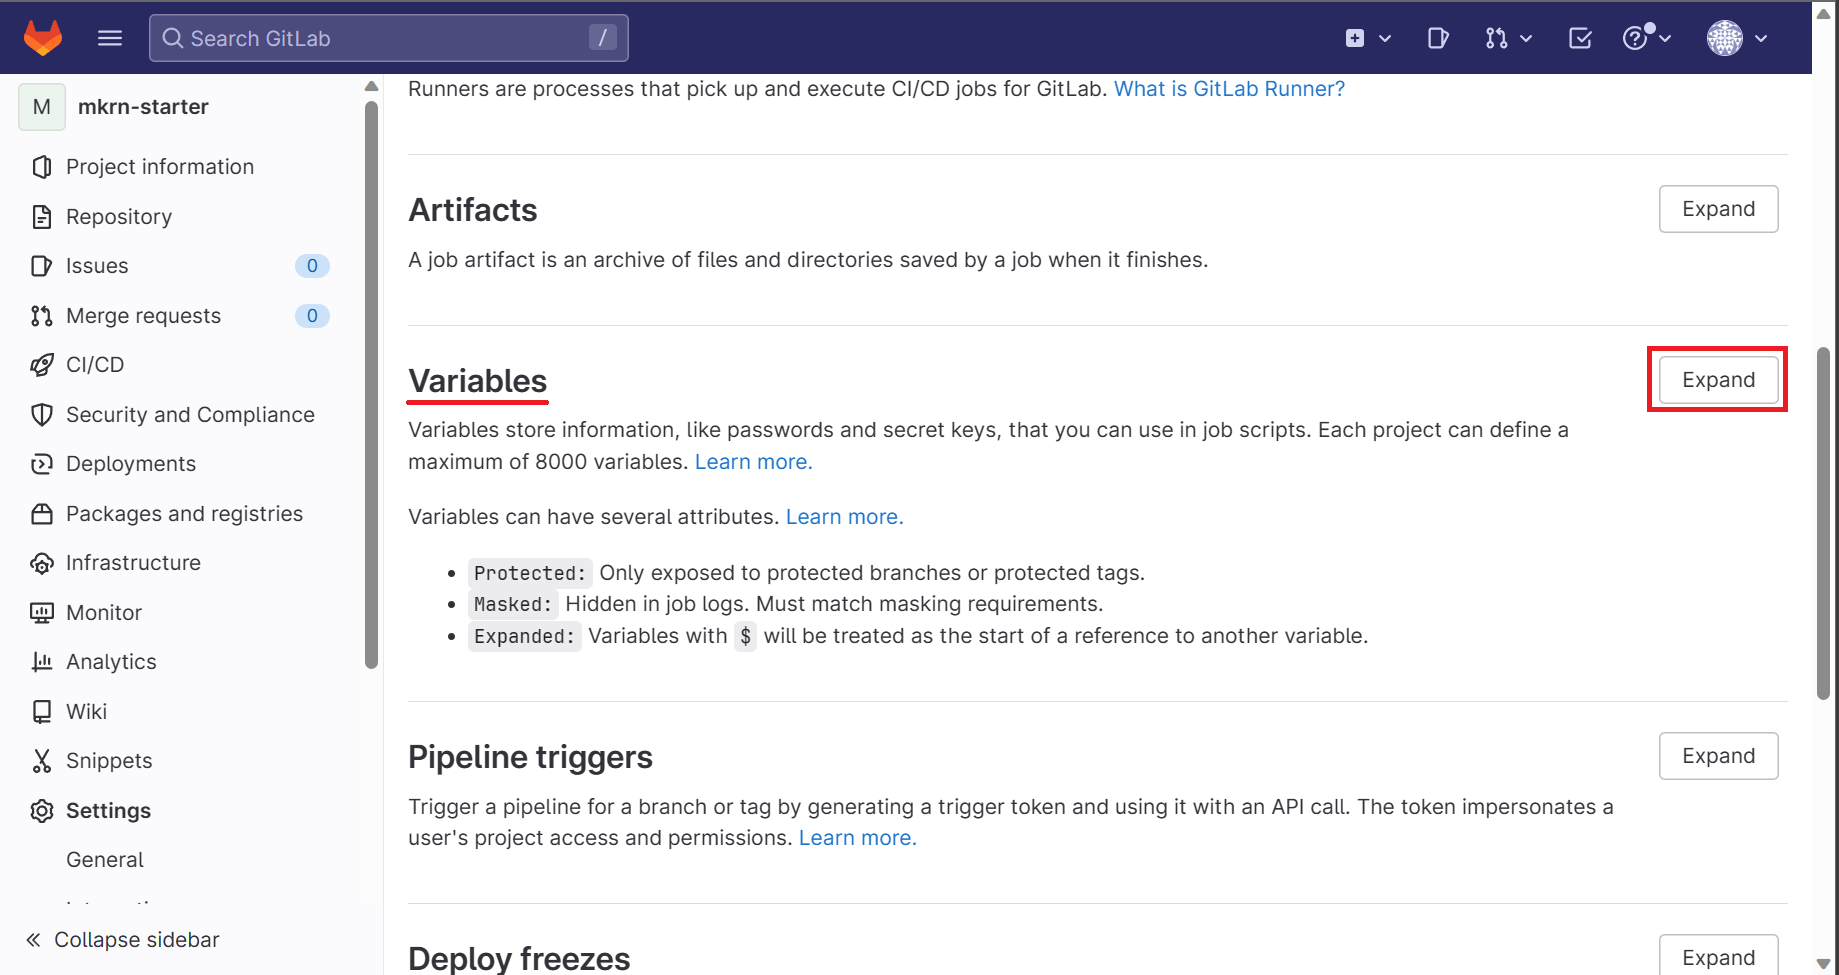 Search GitLab
/
M
mkrn-starter
Project information
Repository
Issues
0
Merge requests
0
CI/CD
Security and Compliance
Deployments
Packages and registries
Infrastructure
Monitor
Analytics
Wiki
Snippets
Settings
General
Collapse sidebar
Runners are processes that pick up and execute CI/CD jobs for GitLab. What is GitLab Runner?
Artifacts
Expand
A job artifact is an archive of files and directories saved by a job when it finishes.
Variables
Expand
Variables store information, like passwords and secret keys, that you can use in job scripts. Each project can define a
maximum of 8000 variables. Learn more.
Variables can have several attributes. Learn more.
• Protected: Only exposed to protected branches or protected tags.
• Masked: Hidden in job logs. Must match masking requirements.
• Expanded: Variables with $ will be treated as the start of a reference to another variable.
Pipeline triggers
Expand
Trigger a pipeline for a branch or tag by generating a trigger token and using it with an API call. The token impersonates a
user's project access and permissions. Learn more.
Deploy freezes
Expand